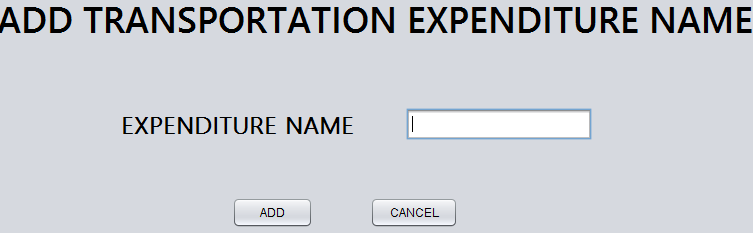 ADD TRANSPORTATION EXPENDITURE NAME
EXPENDITURE NAME
ADD CANCEL